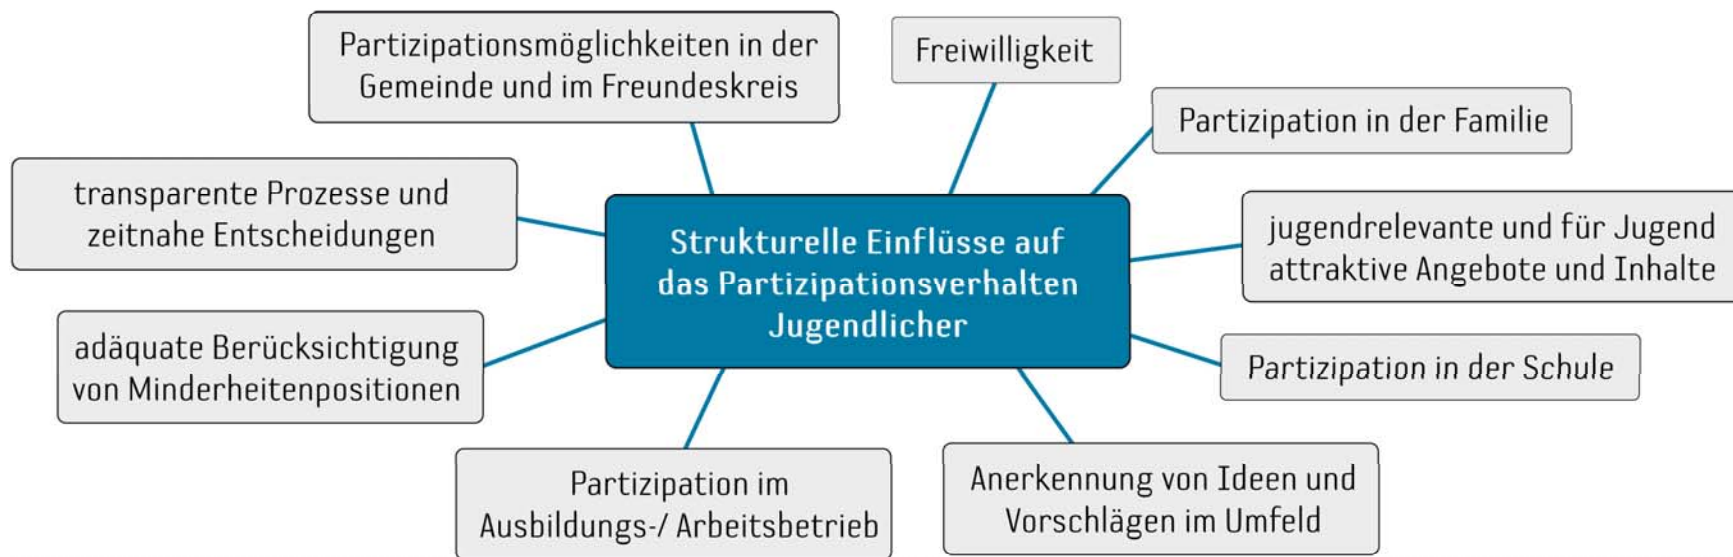 Partizipationsmöglichkeiten in der
Gemeinde und im Freundeskreis
Freiwilligkeit
Partizipation in der Familie
transparente Prozesse und
zeitnahe Entscheidungen
Strukturelle Einflüsse auf
das Partizipationsverhalten
Jugendlicher
jugendrelevante und für Jugend
attraktive Angebote und Inhalte
adäquate Berücksichtigung
von Minderheitenpositionen
Partizipation in der Schule
Partizipation im
Ausbildungs-/ Arbeitsbetrieb
Anerkennung von Ideen und
Vorschlägen im Umfeld